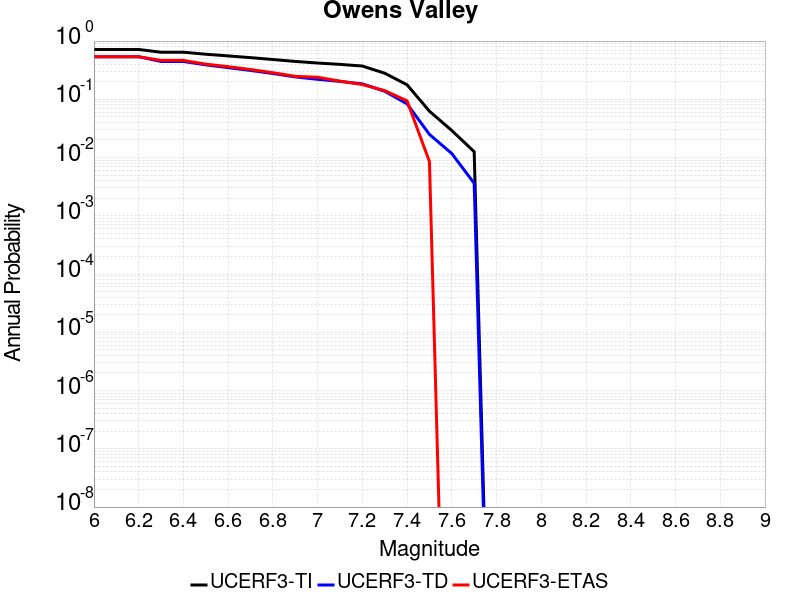 Owens Valley
Annual Probability
10^0
10^-1
10^-2
10^-3
10^-4
10^-5
10^-6
10^-7
10^-8
6 6.2 6.4 6.6 6.8 7 7.2 7.4 7.6 7.8 8 8.2 8.4 8.6 8.8 9
Magnitude
UCERF3-TI UCERF3-TD UCERF3-ETAS